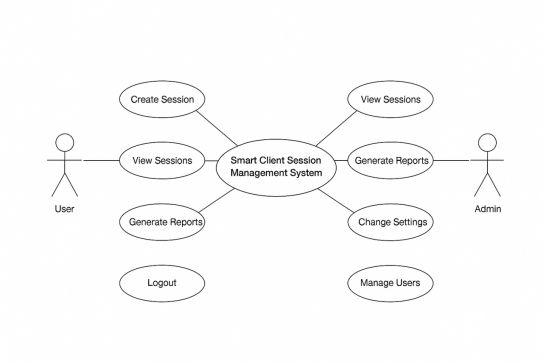 Create Session
View Sessions
View Sessions
Smart Client Session
Management System
Generate Reports
User
Admin
Generate Reports
Change Settings
Logout
Manage Users